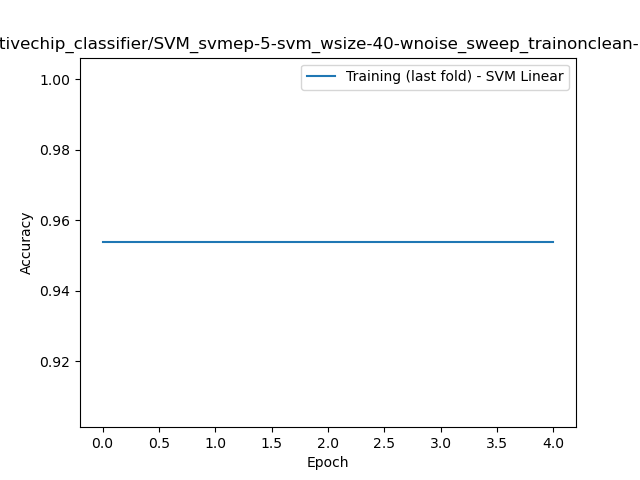 tivechip_classifier/SVM_svmep-5-svm_wsize-40-wnoise_sweep_trainonclean-
Training (last fold) - SVM Linear
1.00
0.98
0.96
0.94
0.92
Accuracy
0.0 0.5 1.0 1.5 2.0 2.5 3.0 3.5 4.0
Epoch